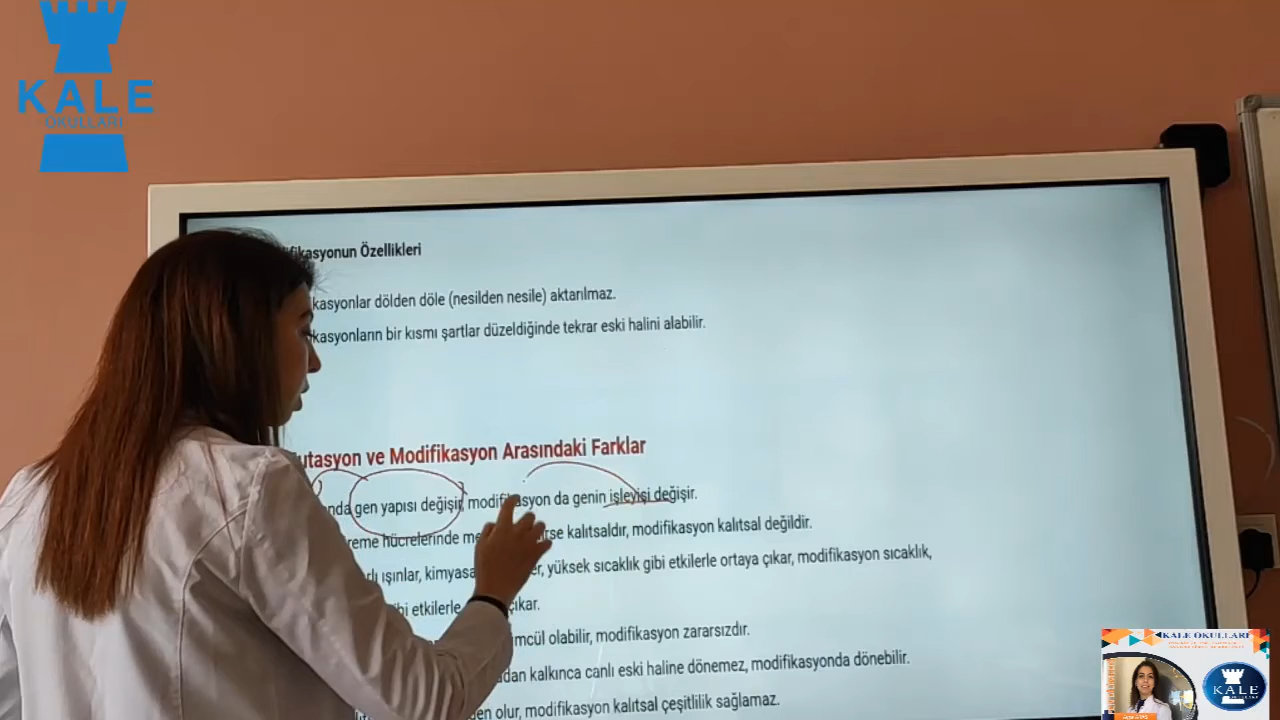 KALE
OKULLARI
fikasyonun Özellikleri
kasyonlar dölden döle (nesilden nesile) aktarılmaz.
kasyonların bir kısmı şartlar düzeldiğinde tekrar eski halini alabilir.
utasyon ve Modifikasyon Arasındaki Farklar
nda gen yapısı değişir, modifikasyon da genin işleyişi değişir.
reme hücrelerinde me rse kalıtsaldır, modifikasyon kalıtsal değildir.
rlı ışınlar, kimyasa er, yüksek sıcaklık gibi etkilerle ortaya çıkar, modifikasyon sıcaklık,
bi etkilerle çıkar.
mcül olabilir, modifikasyon zararsızdır.
dan kalkınca canlı eski haline dönemez, modifikasyonda dönebilir.
en olur, modifikasyon kalıtsal çeşitlilik sağlamaz.
KALE OKULLARI
KALE